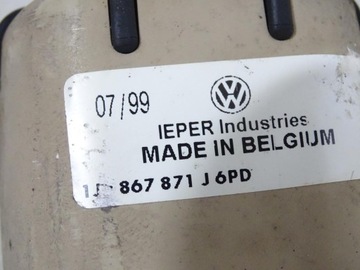 07/99
IEPER Industries
MADE IN BELGIUM
867 871 J 6PD